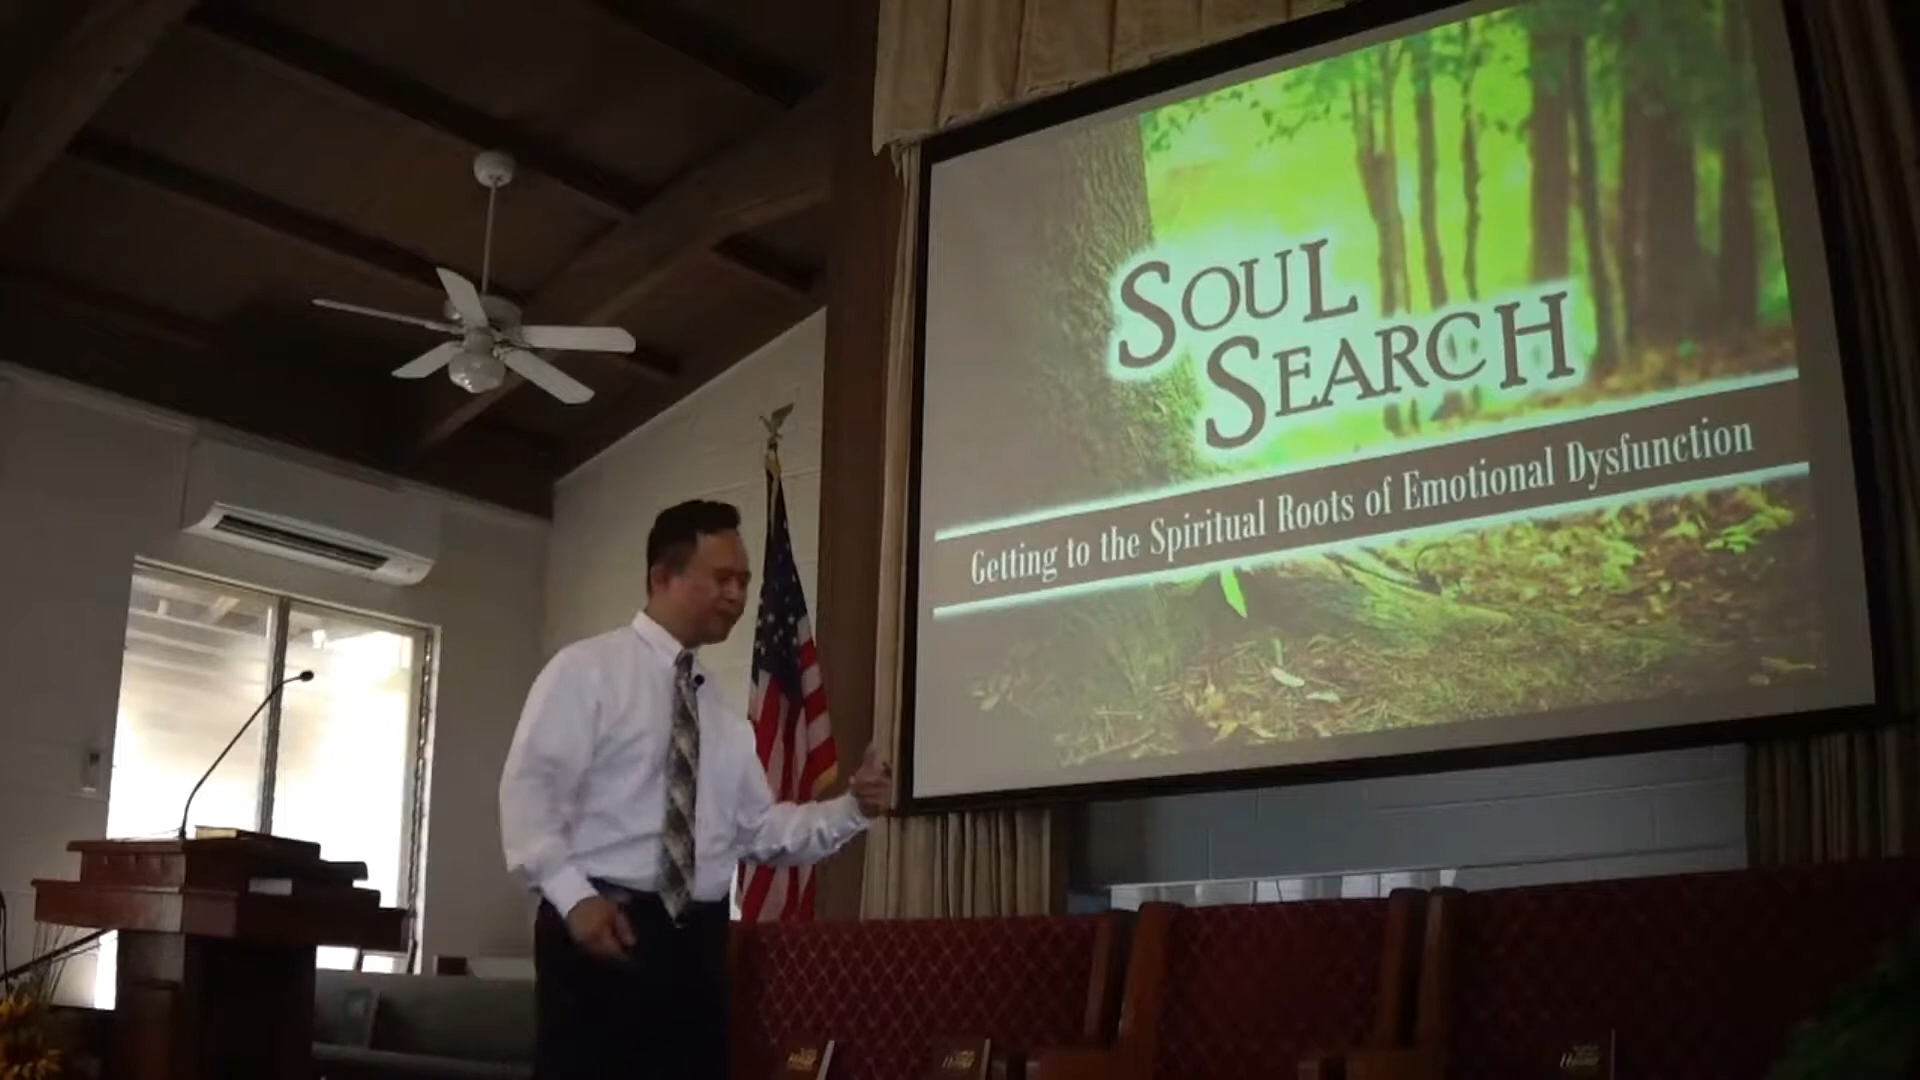 SOUL
SEARCH
Getting to the Spiritual Roots of Emotional Dysfunction